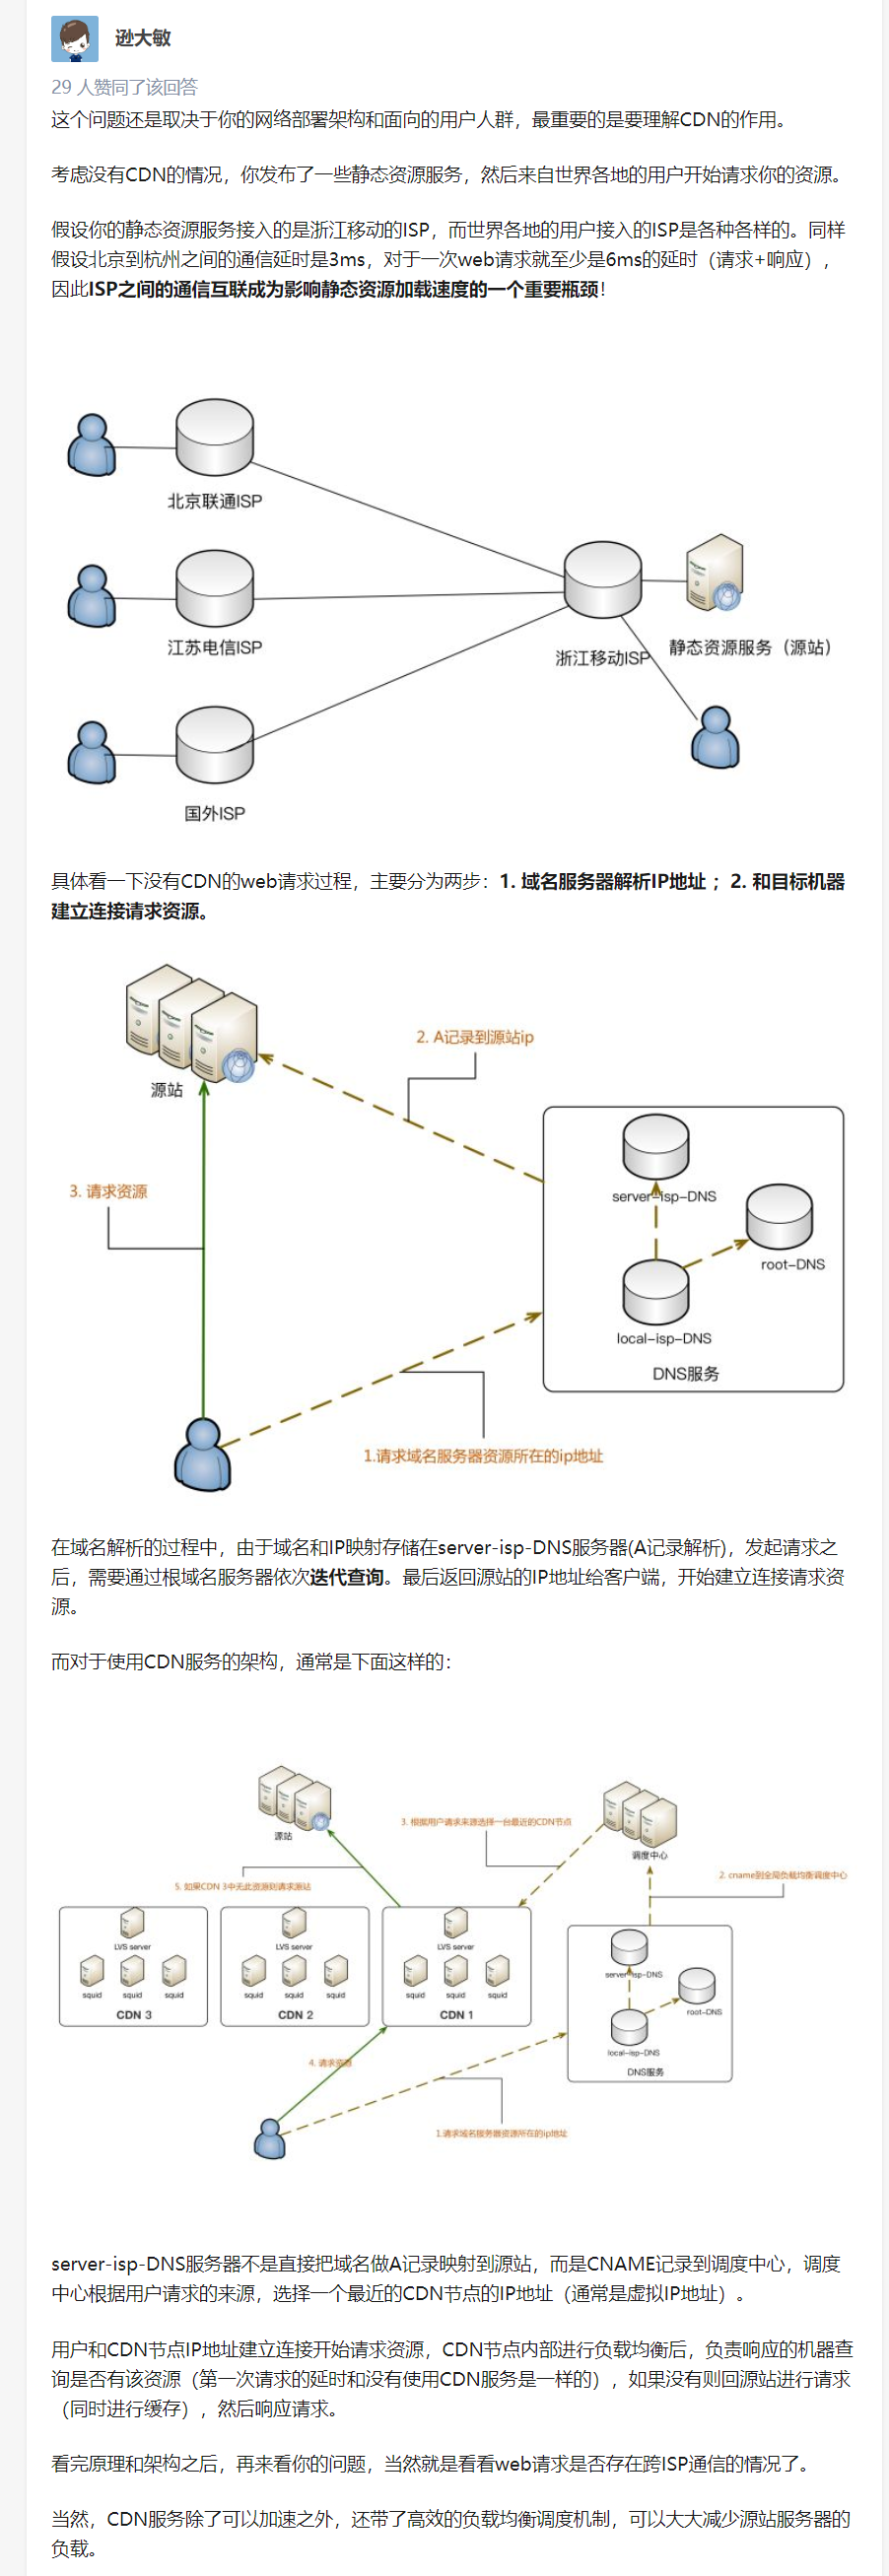 逊大敏
29 人赞同了该回答
这个问题还是取决于你的网络部署架构和面向的用户人群，最重要的是要理解CDN的作用。
考虑没有CDN的情况，你发布了一些静态资源服务，然后来自世界各地的用户开始请求你的资源。
假设你的静态资源服务接入的是浙江移动的ISP，而世界各地的用户接入的ISP是各种各样的。同样
假设北京到杭州之间的通信延时是3ms，对于一次web请求就至少是6ms的延时（请求+响应），
因此ISP之间的通信互联成为影响静态资源加载速度的一个重要瓶颈！
北京联通ISP
江苏电信ISP
浙江移动ISP
静态资源服务（源站）
国外ISP
具体看一下没有CDN的web请求过程，主要分为两步：1. 域名服务器解析IP地址 ；2. 和目标机器
建立连接请求资源。
2. A记录到源站ip
源站
3. 请求资源
server-isp-DNS
root-DNS
local-isp-DNS
DNS服务
1.请求域名服务器资源所在的ip地址
在域名解析的过程中，由于域名和IP映射存储在server-isp-DNS服务器(A记录解析)，发起请求之
后，需要通过根域名服务器依次迭代查询。最后返回源站的IP地址给客户端，开始建立连接请求资
源。
而对于使用CDN服务的架构，通常是下面这样的：
3. 根据用户请求来源选择一台最近的CDN节点
源站
调度中心
2. cname到全局负载均衡调度中心
5. 如果CDN 3中无此资源则请求源站
LVS server
LVS server
LVS server
server-isp-DNS
squid squid squid
squid squid squid
squid squid squid
root-DNS
CDN 3
CDN 2
CDN 1
local-isp-DNS
4. 请求资源
DNS服务
1.请求域名服务器资源所在的ip地址
server-isp-DNS服务器不是直接把域名做A记录映射到源站，而是CNAME记录到调度中心，调度
中心根据用户请求的来源，选择一个最近的CDN节点的IP地址（通常是虚拟IP地址）。
用户和CDN节点IP地址建立连接开始请求资源，CDN节点内部进行负载均衡后，负责响应的机器查
询是否有该资源（第一次请求的延时和没有使用CDN服务是一样的），如果没有则回源站进行请求
（同时进行缓存），然后响应请求。
看完原理和架构之后，再来看你的问题，当然就是看看web请求是否存在跨ISP通信的情况了。
当然，CDN服务除了可以加速之外，还带了高效的负载均衡调度机制，可以大大减少源站服务器的
负载。